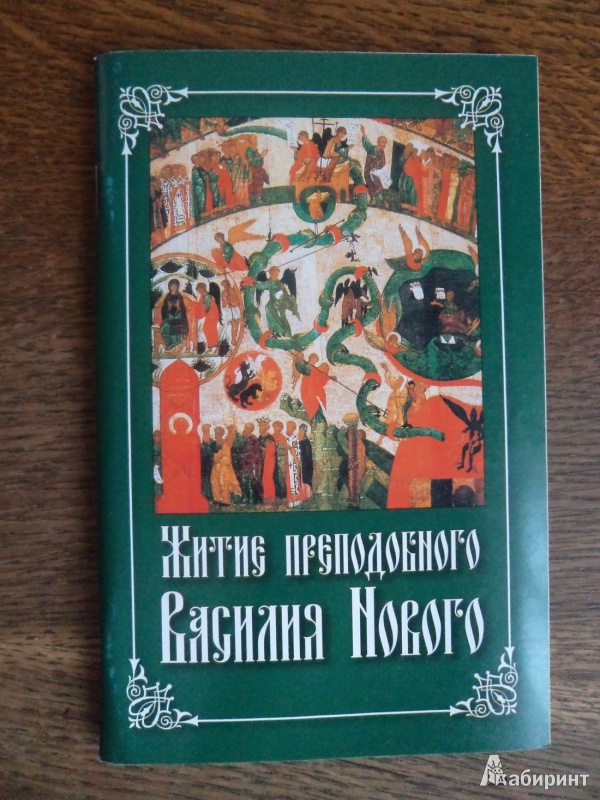 Житие преподобного
Василия Нового
Лабиринт